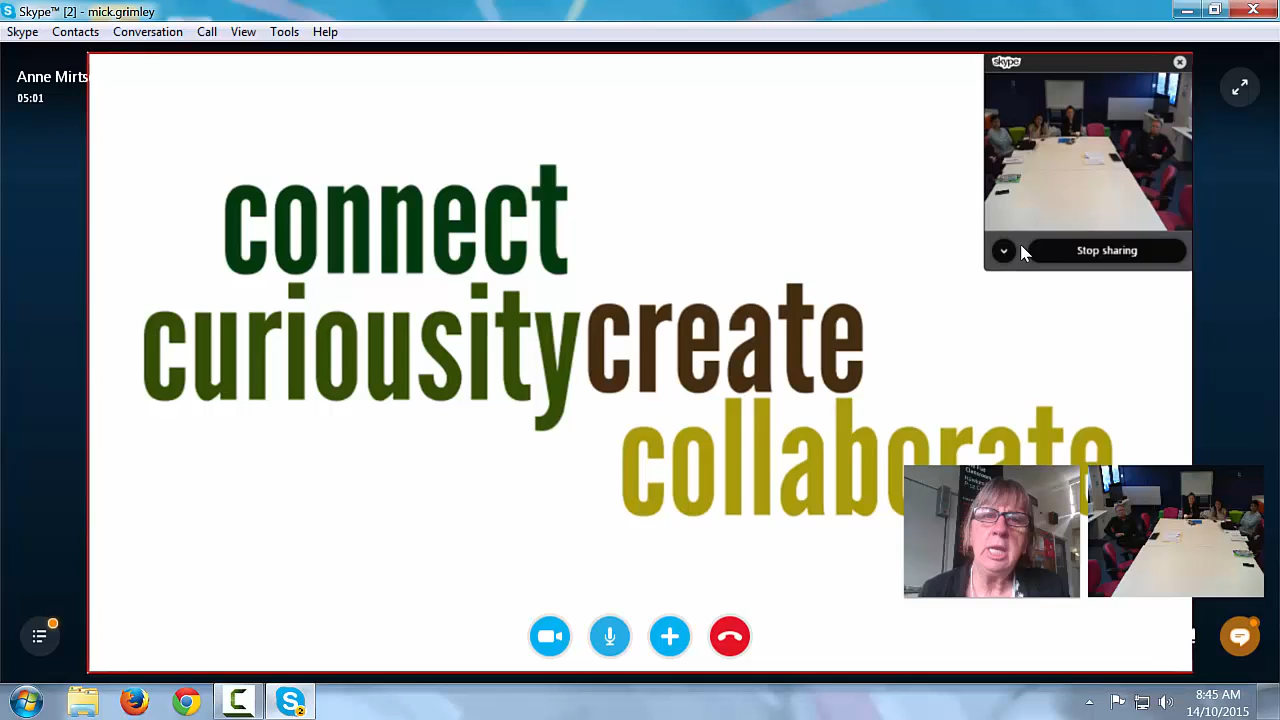 Skype™ [2] - mick.grimley
Skype Contacts Conversation Call View Tools Help
Anne Mirts
05:01
skype
Stop sharing
connect
curiousitycreate
collaborate
2
8:45 AM
14/10/2015